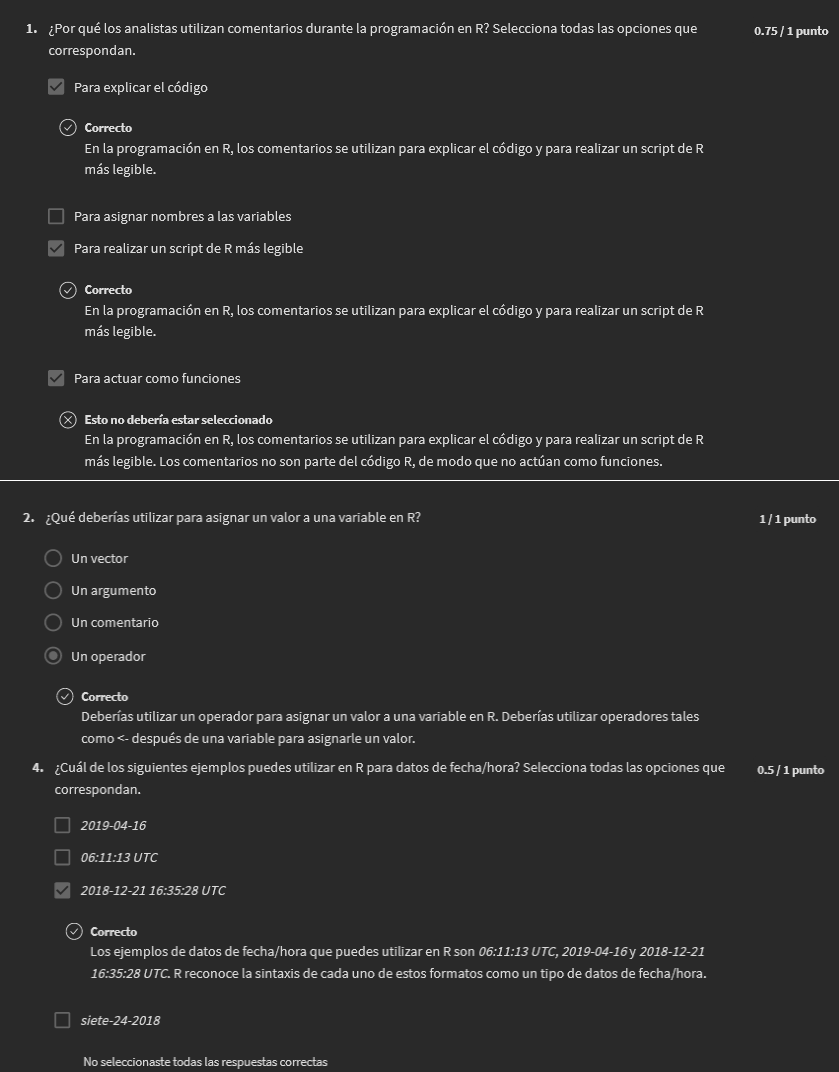 1. ¿Por qué los analistas utilizan comentarios durante la programación en R? Selecciona todas las opciones que
correspondan.
0.75 / 1 punto
Para explicar el código
Correcto
En la programación en R, los comentarios se utilizan para explicar el código y para realizar un script de R
más legible.
Para asignar nombres a las variables
Para realizar un script de R más legible
Correcto
En la programación en R, los comentarios se utilizan para explicar el código y para realizar un script de R
más legible.
Para actuar como funciones
Esto no debería estar seleccionado
En la programación en R, los comentarios se utilizan para explicar el código y para realizar un script de R
más legible. Los comentarios no son parte del código R, de modo que no actúan como funciones.
2. ¿Qué deberías utilizar para asignar un valor a una variable en R?
1 / 1 punto
Un vector
Un argumento
Un comentario
Un operador
Correcto
Deberías utilizar un operador para asignar un valor a una variable en R. Deberías utilizar operadores tales
como <- después de una variable para asignarle un valor.
4. ¿Cuál de los siguientes ejemplos puedes utilizar en R para datos de fecha/hora? Selecciona todas las opciones que
correspondan.
0.5 / 1 punto
2019-04-16
06:11:13 UTC
2018-12-21 16:35:28 UTC
Correcto
Los ejemplos de datos de fecha/hora que puedes utilizar en R son 06:11:13 UTC, 2019-04-16 y 2018-12-21
16:35:28 UTC. R reconoce la sintaxis de cada uno de estos formatos como un tipo de datos de fecha/hora.
siete-24-2018
No seleccionaste todas las respuestas correctas